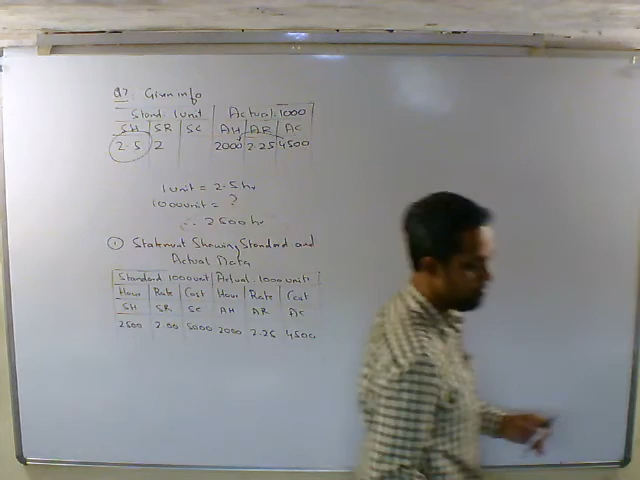 Q7. Given info
Stand. 1 unit Actual. 1000
SH SR SC AH AR AC
2.5 2 2000 2.25 4500
1 unit = 2.5 hr
1000 unit = ?
∴ 2500 hr
① Statement Showing Standard and
Actual Data
Standard 1000 unit Actual. 1000 unit
Hour Rate Cost Hour Rate Cost
SH SR SC AH AR AC
2500 2.00 5000 2000 2.25 4500